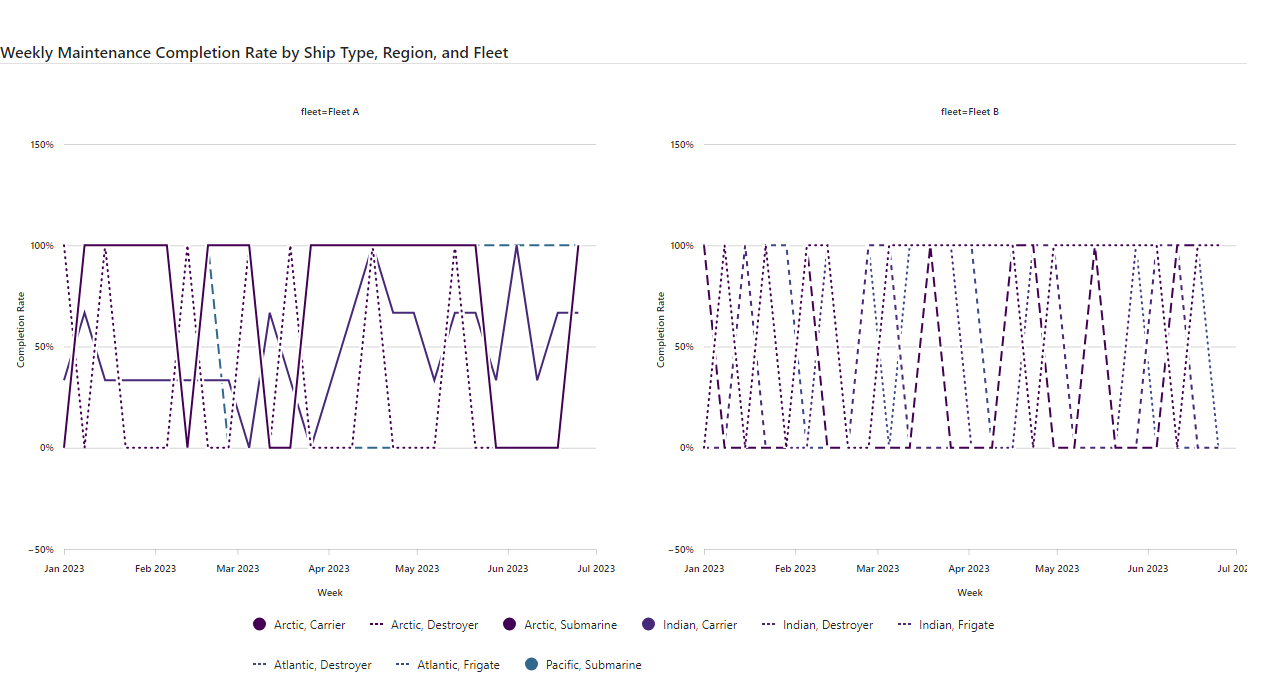 Weekly Maintenance Completion Rate by Ship Type, Region, and Fleet
fleet=Fleet A
fleet=Fleet B
150%
100%
50%
0%
−50%
Completion Rate
Jan 2023 Feb 2023 Mar 2023 Apr 2023 May 2023 Jun 2023 Jul 2023
Week
150%
100%
50%
0%
−50%
Completion Rate
Jan 2023 Feb 2023 Mar 2023 Apr 2023 May 2023 Jun 2023 Jul 202
Week
Arctic, Carrier Arctic, Destroyer Arctic, Submarine Indian, Carrier Indian, Destroyer Indian, Frigate
Atlantic, Destroyer Atlantic, Frigate Pacific, Submarine